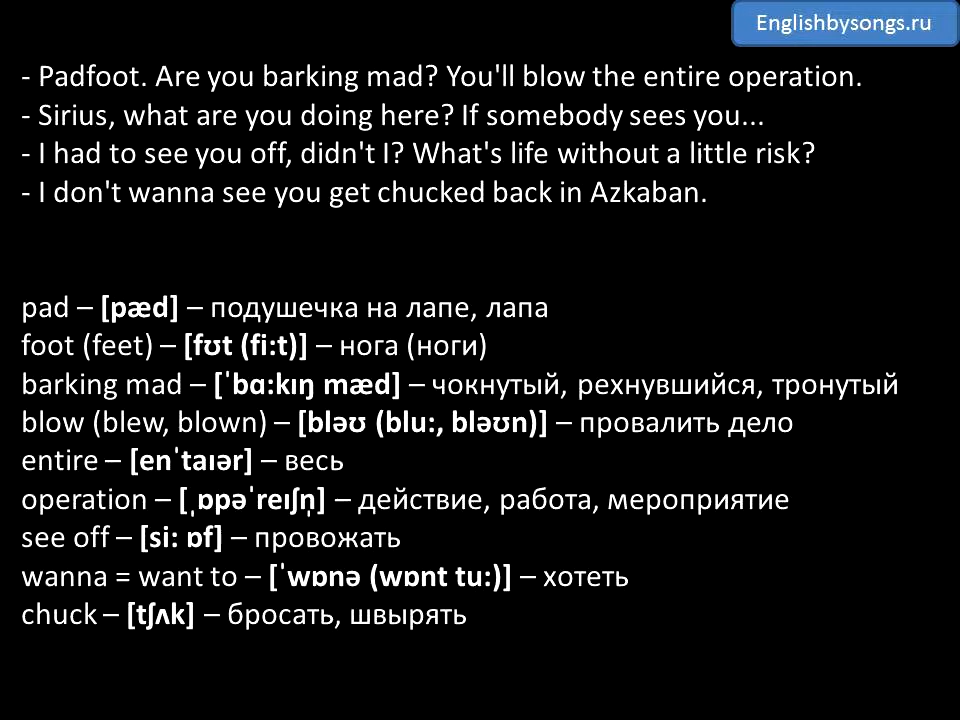 Englishbysongs.ru
- Padfoot. Are you barking mad? You'll blow the entire operation.
- Sirius, what are you doing here? If somebody sees you...
- I had to see you off, didn't I? What's life without a little risk?
- I don't wanna see you get chucked back in Azkaban.
pad – [pæd] – подушечка на лапе, лапа
foot (feet) – [fʊt (fi:t)] – нога (ноги)
barking mad – [ˈbɑ:kıŋ mæd] – чокнутый, рехнувшийся, тронутый
blow (blew, blown) – [bləʊ (blu:, bləʊn)] – провалить дело
entire – [enˈtaıər] – весь
operation – [ˌɒpəˈreıʃn̩] – действие, работа, мероприятие
see off – [si: ɒf] – провожать
wanna = want to – [ˈwɒnə (wɒnt tu:)] – хотеть
chuck – [tʃʌk] – бросать, швырять